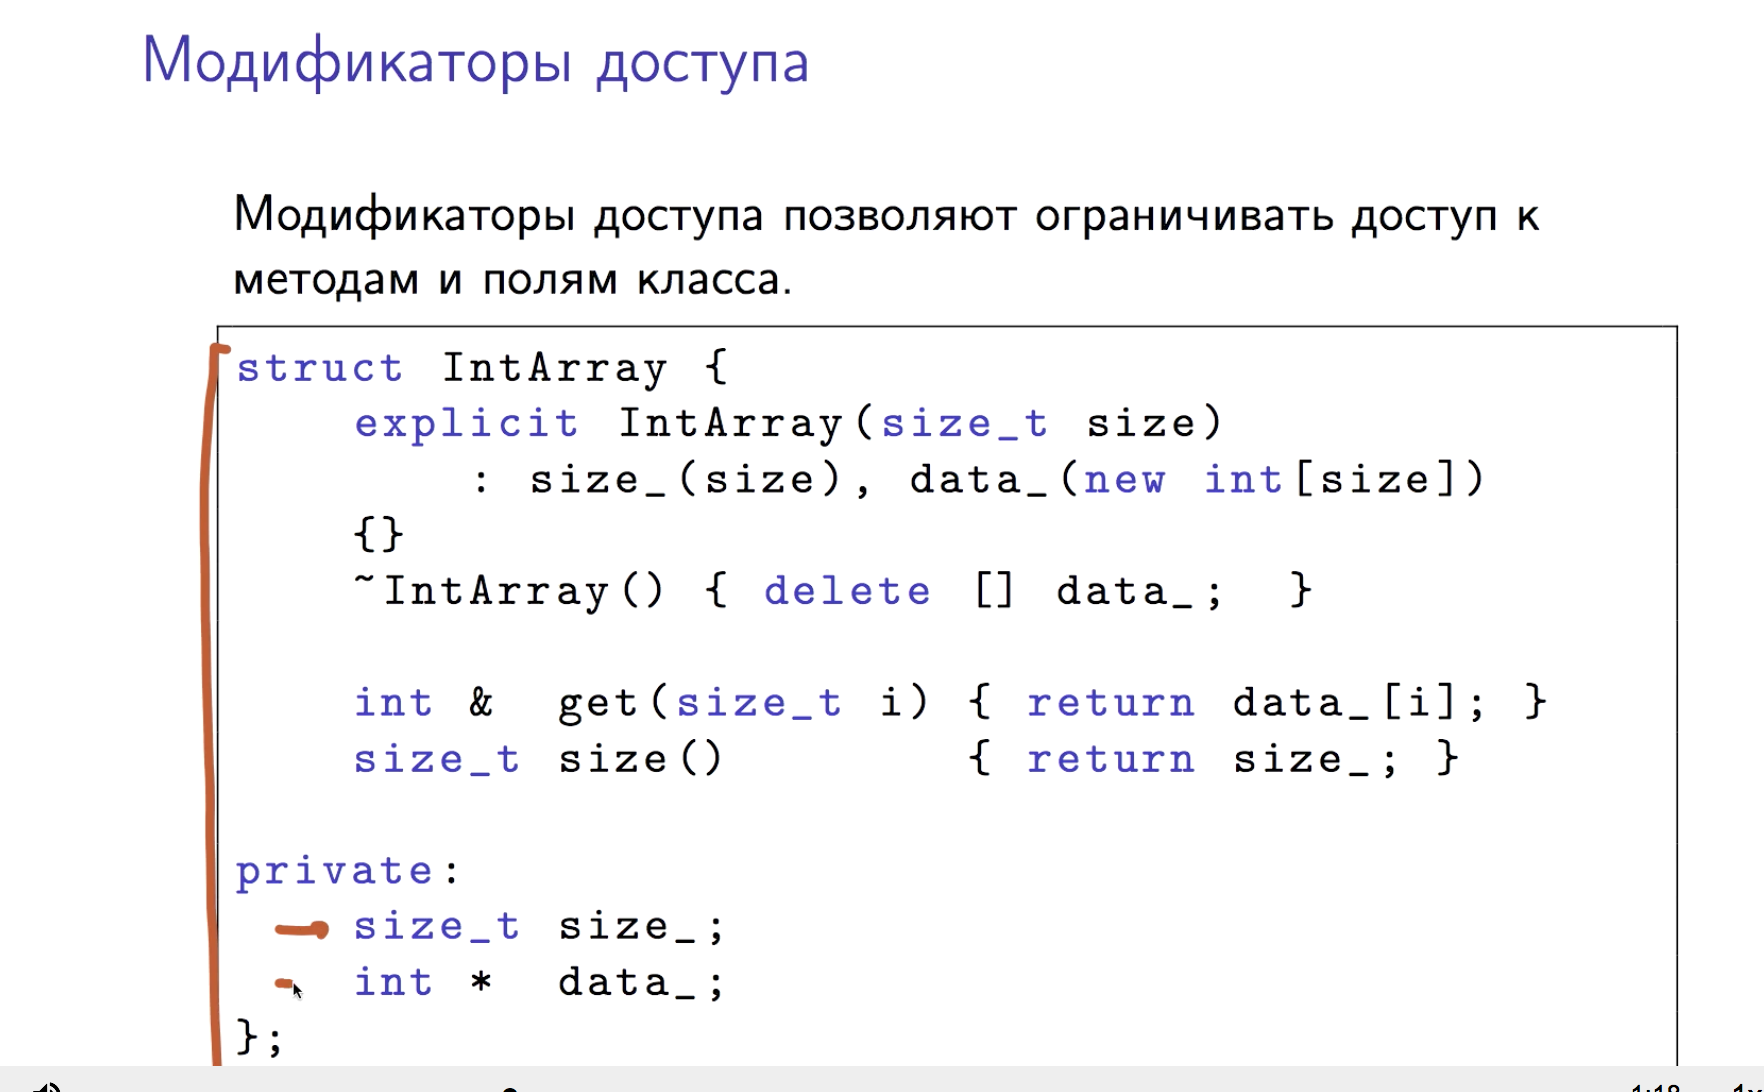 Модификаторы доступа
Модификаторы доступа позволяют ограничивать доступ к
методам и полям класса.
struct IntArray {
explicit IntArray(size_t size)
: size_(size), data_(new int[size])
{}
~IntArray() { delete [] data_; }
int & get(size_t i) { return data_[i]; }
size_t size() { return size_; }
private:
size_t size_;
int * data_;
};